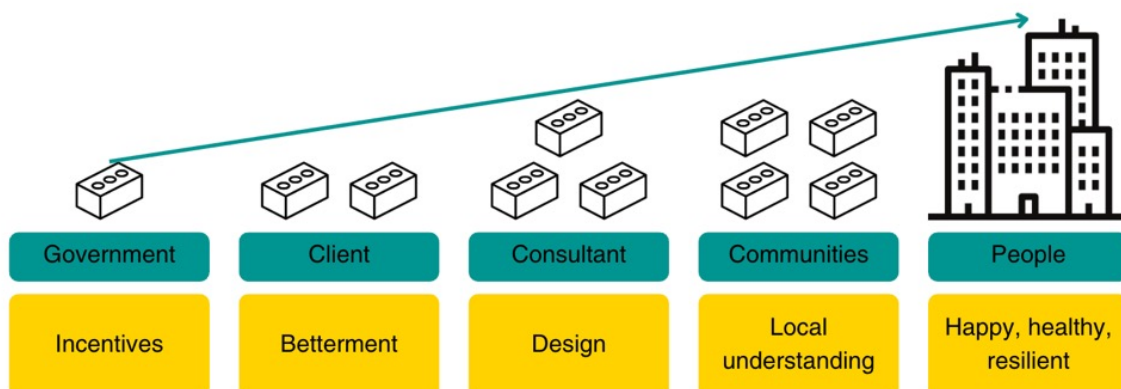 Government
Client
Consultant
Communities
People
Incentives
Betterment
Design
Local
understanding
Happy, healthy,
resilient